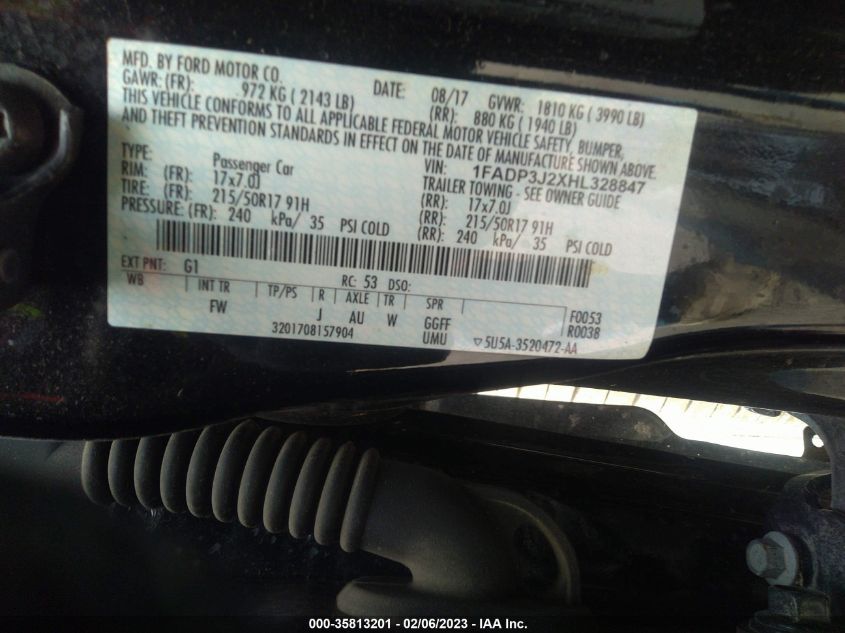 MFD. BY FORD MOTOR CO.
DATE: 08/17 GVWR: 1810 KG ( 3990 LB)
GAWR: (FR): 972 KG ( 2143 LB) (RR): 880 KG ( 1940 LB)
THIS VEHICLE CONFORMS TO ALL APPLICABLE FEDERAL MOTOR VEHICLE SAFETY, BUMPER,
AND THEFT PREVENTION STANDARDS IN EFFECT ON THE DATE OF MANUFACTURE SHOWN ABOVE.
VIN: 1FADP3J2XHL328847
TYPE: Passenger Car TRAILER TOWING - SEE OWNER GUIDE
RIM: (FR): 17x7.0J (RR): 17x7.0J
TIRE: (FR): 215/50R17 91H (RR): 215/50R17 91H
PRESSURE: (FR): 240 kPa/ 35 PSI COLD (RR): 240 kPa/ 35 PSI COLD
EXT PNT: G1 RC: 53 DSO:
WB INT TR TP/PS R AXLE TR SPR F0053
FW J AU W GGFF R0038
3201708157904 UMU ▽5U5A-3520472-AA
000-35813201 - 02/06/2023 - IAA Inc.